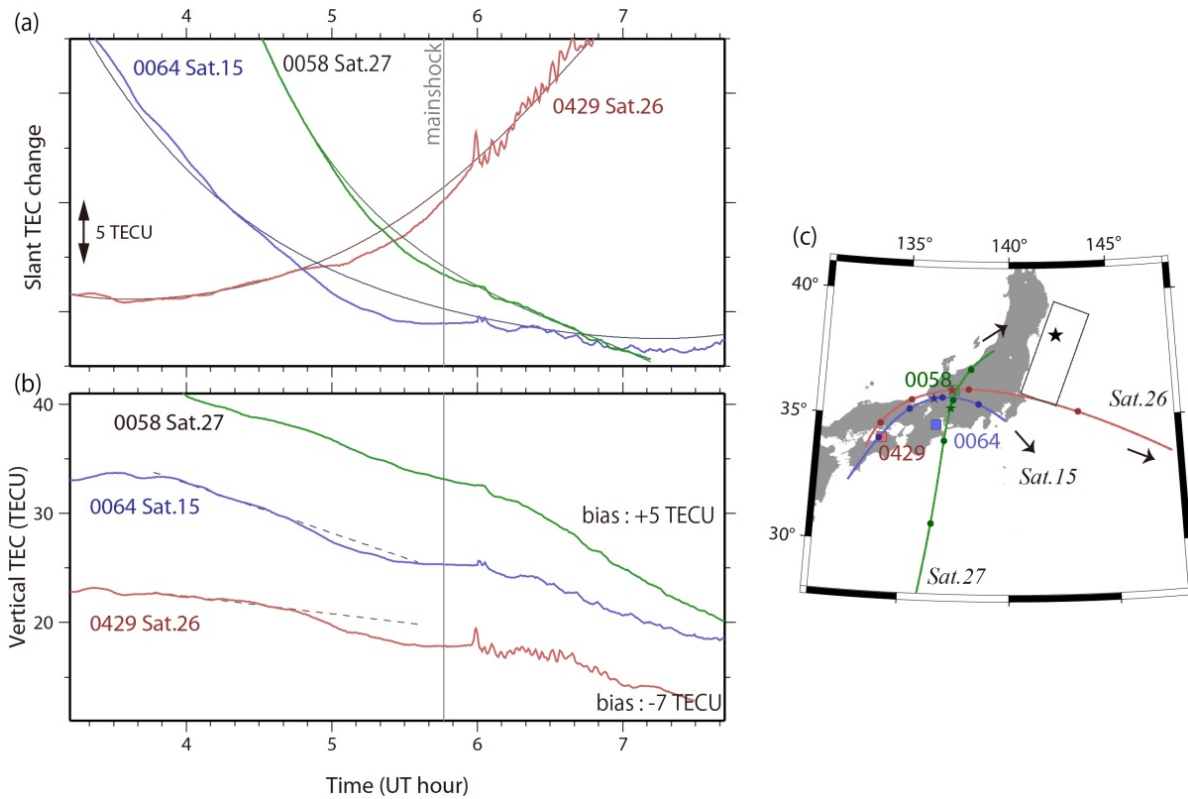 (a)
4 5 6 7
0064 Sat.15
0058 Sat.27
mainshock
0429 Sat.26
5 TECU
Slant TEC change
(b)
40
30
20
0058 Sat.27
0064 Sat.15
bias : +5 TECU
0429 Sat.26
bias : -7 TECU
Vertical TEC (TECU)
4 5 6 7
Time (UT hour)
(c)
135° 140° 145°
40°
35°
30°
0058
Sat.26
0429
0064
Sat.15
Sat.27